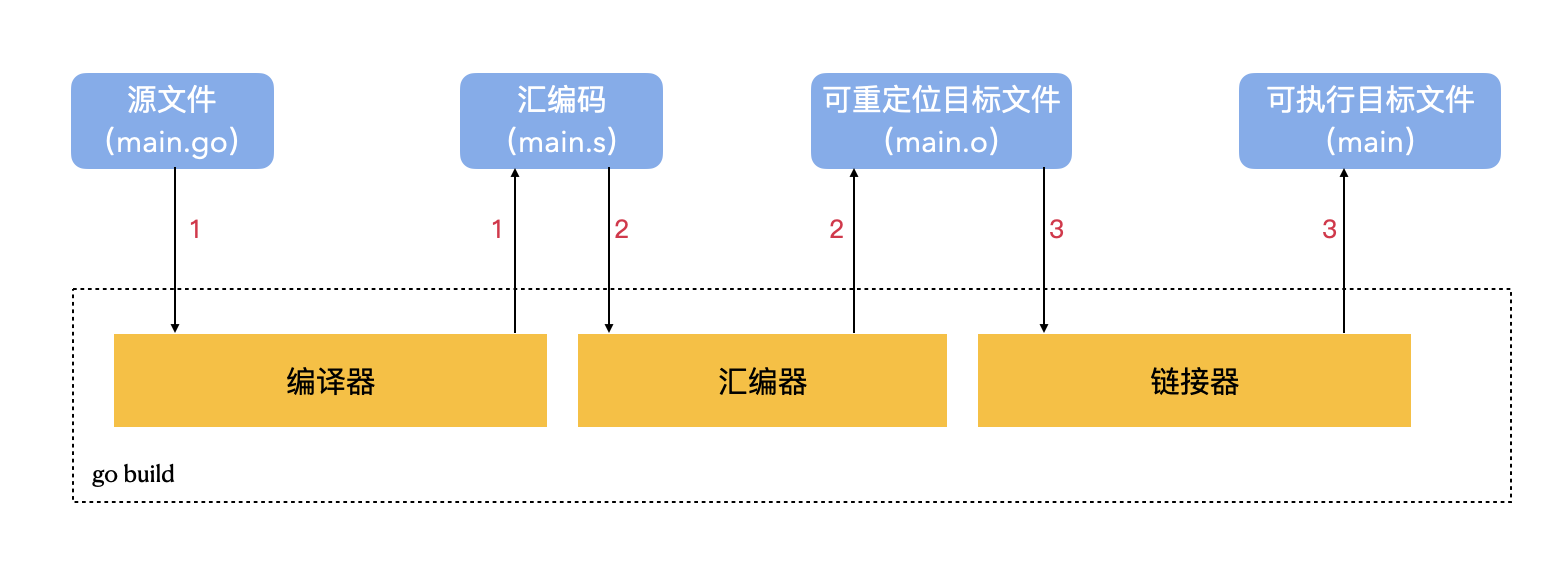 源文件
(main.go)
汇编码
(main.s)
可重定位目标文件
(main.o)
可执行目标文件
(main)
1
1
2
2
3
3
编译器
汇编器
链接器
go build